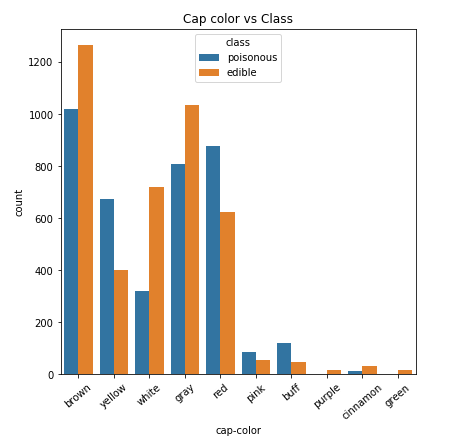 Cap color vs Class
class
poisonous
edible
1200
1000
800
600
400
200
0
count
brown
yellow
white
gray
red
pink
buff
purple
cinnamon
green
cap-color